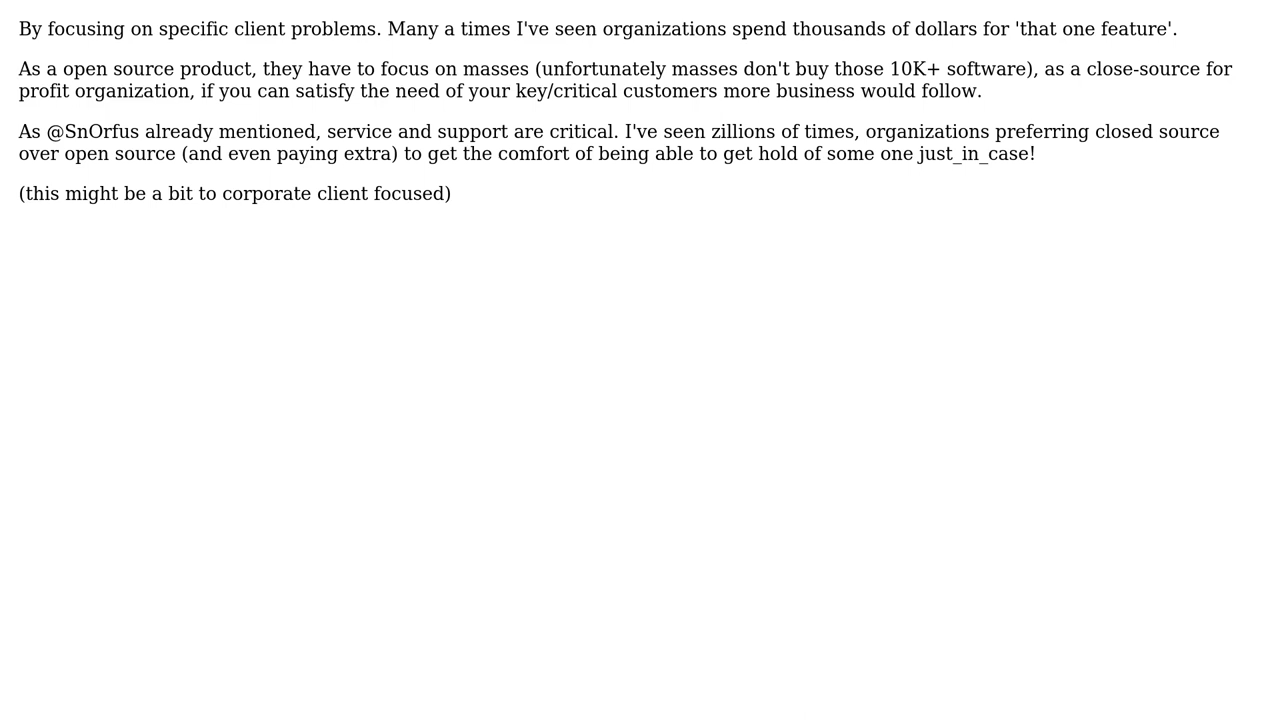 By focusing on specific client problems. Many a times I've seen organizations spend thousands of dollars for 'that one feature'.
As a open source product, they have to focus on masses (unfortunately masses don't buy those 10K+ software), as a close-source for
profit organization, if you can satisfy the need of your key/critical customers more business would follow.
As @SnOrfus already mentioned, service and support are critical. I've seen zillions of times, organizations preferring closed source
over open source (and even paying extra) to get the comfort of being able to get hold of some one just_in_case!
(this might be a bit to corporate client focused)